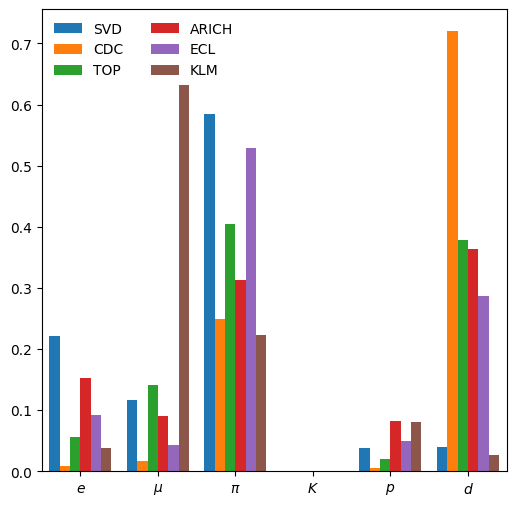 SVD
CDC
TOP
ARICH
ECL
KLM
0.7
0.6
0.5
0.4
0.3
0.2
0.1
0.0
e μ π K p d